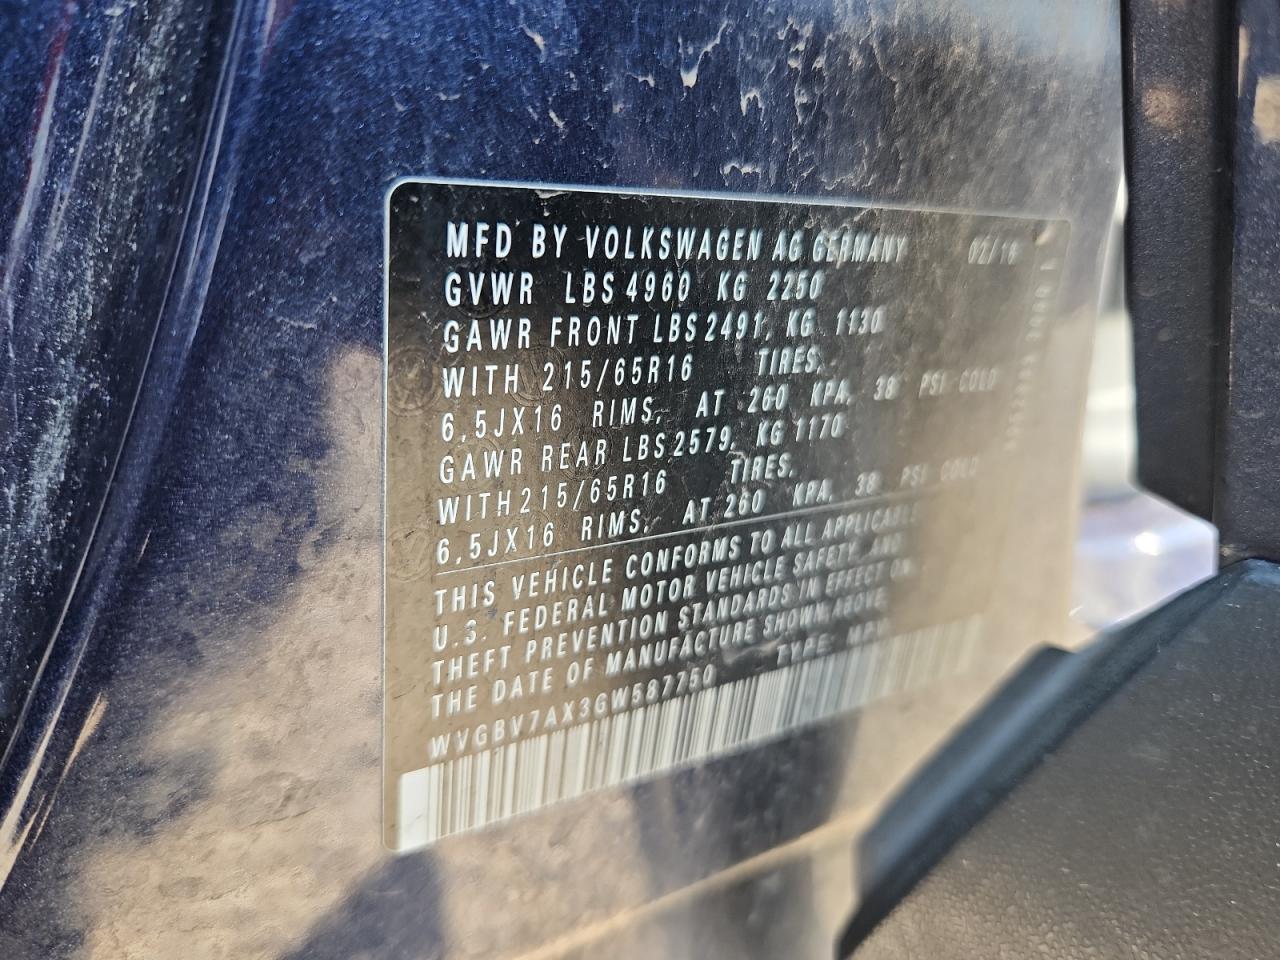 MFD BY VOLKSWAGEN AG GERMANY 02/16
GVWR LBS 4960 KG 2250
GAWR FRONT LBS 2491, KG 1130
WITH 215/65R16 TIRES,
6,5JX16 RIMS, AT 260 KPA, 38 PSI COLD
GAWR REAR LBS 2579, KG 1170
WITH 215/65R16 TIRES,
6,5JX16 RIMS, AT 260 KPA, 38 PSI COLD
THIS VEHICLE CONFORMS TO ALL APPLICABLE
U.S. FEDERAL MOTOR VEHICLE SAFETY AND
THEFT PREVENTION STANDARDS IN EFFECT ON
THE DATE OF MANUFACTURE SHOWN ABOVE
WVGBV7AX3GW587750 TYPE: MPV